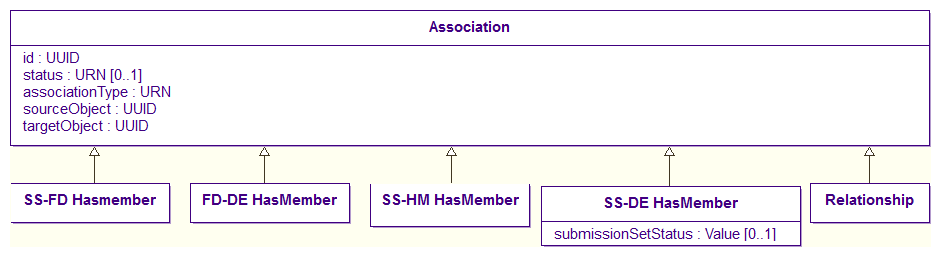 Association
id : UUID
status : URN [0..1]
associationType : URN
sourceObject : UUID
targetObject : UUID
SS-FD Hasmember
FD-DE HasMember
SS-HM HasMember
SS-DE HasMember
Relationship
submissionSetStatus : Value [0..1]